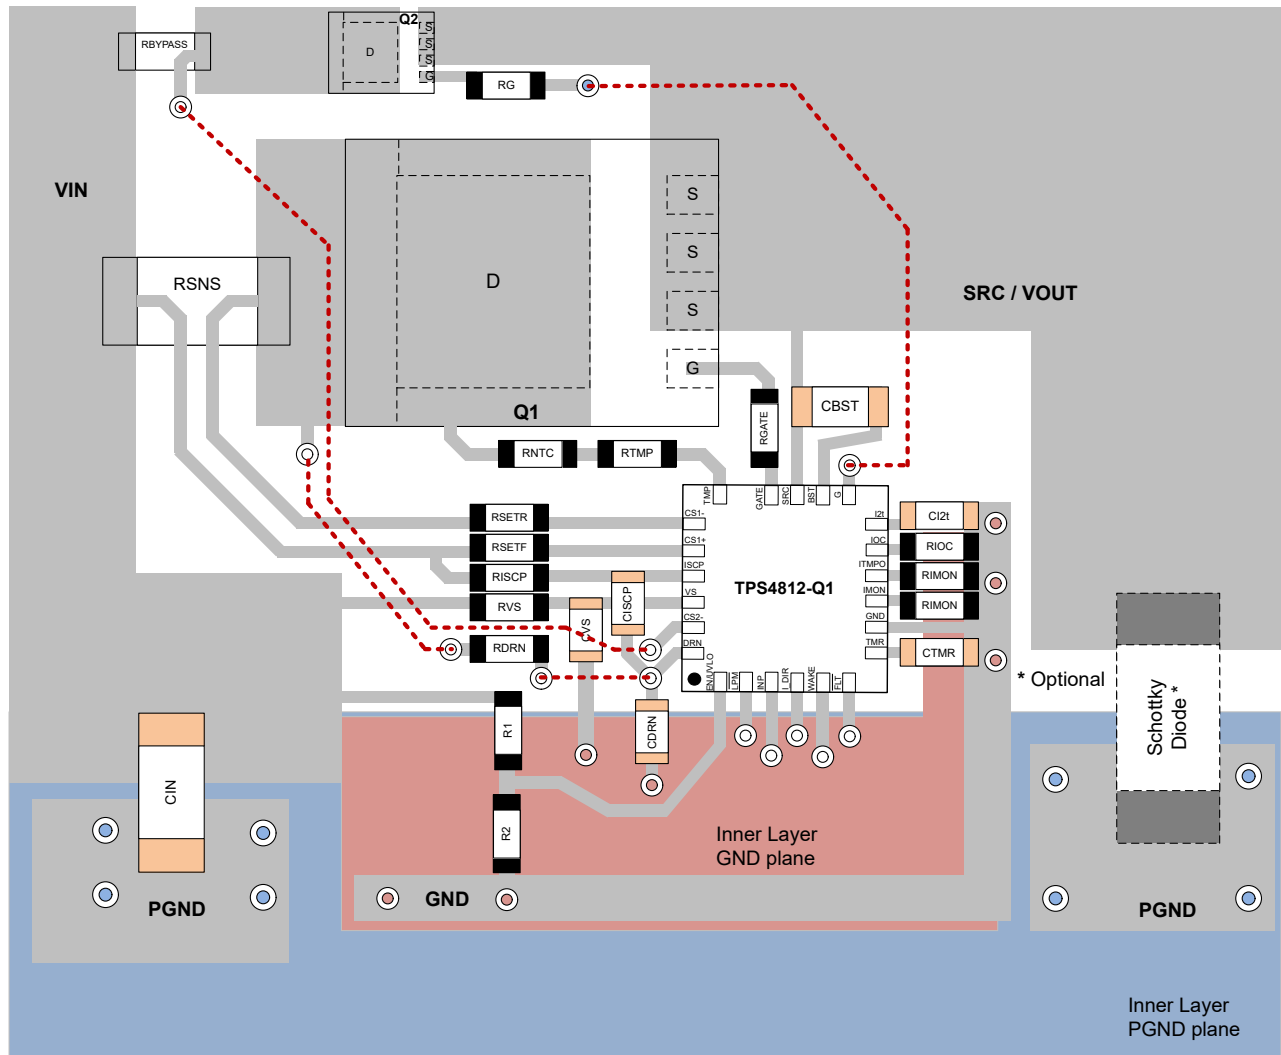 Q2
RBYPASS
S
S
S
G
D
RG
VIN
S
S
S
G
D
RSNS
SRC / VOUT
Q1
RGATE
CBST
RNTC
RTMP
TMP
GATE
SRC
BST
G
RSETR
CS1-
I2t
CI2t
RSETF
CS1+
IOC
RIOC
RISCP
ISCP
ITMPO
RIMON
CISCP
TPS4812-Q1
RVS
VS
IMON
RIMON
CVS
CS2-
GND
RDRN
DRN
TMR
CTMR
EN/UVLO
LPM
INP
I_DIR
WAKE
FLT
* Optional
R1
CDRN
Schottky
Diode *
CIN
R2
Inner Layer
GND plane
GND
PGND
PGND
Inner Layer
PGND plane